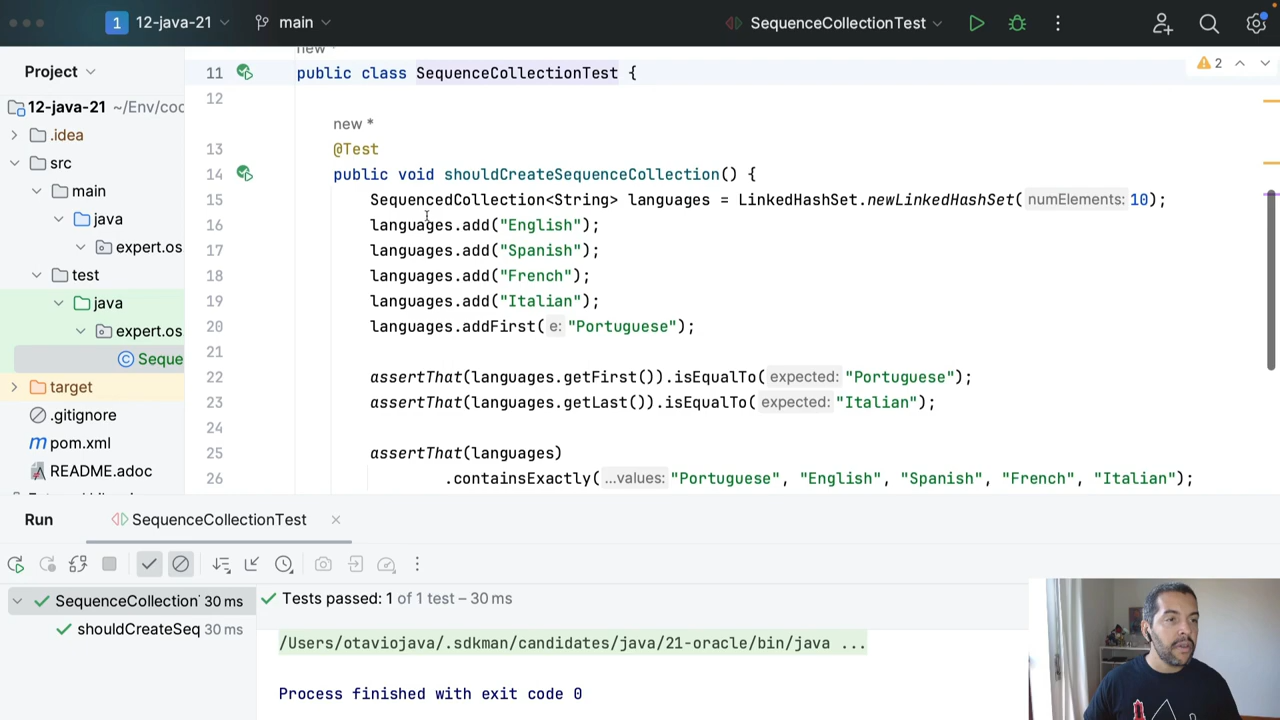 1 12-java-21 main SequenceCollectionTest
Project
12-java-21 ~/Env/coc
.idea
src
main
java
expert.os
test
java
expert.os
Seque
target
.gitignore
pom.xml
README.adoc
new *
11 public class SequenceCollectionTest {
2
12
new *
13 @Test
14 public void shouldCreateSequenceCollection() {
15 SequencedCollection<String> languages = LinkedHashSet.newLinkedHashSet( numElements: 10);
16 languages.add("English");
17 languages.add("Spanish");
18 languages.add("French");
19 languages.add("Italian");
20 languages.addFirst( e: "Portuguese");
21
22 assertThat(languages.getFirst()).isEqualTo( expected: "Portuguese");
23 assertThat(languages.getLast()).isEqualTo( expected: "Italian");
24
25 assertThat(languages)
26 .containsExactly( ...values: "Portuguese", "English", "Spanish", "French", "Italian");
Run SequenceCollectionTest
SequenceCollection 30 ms
shouldCreateSeq 30 ms
Tests passed: 1 of 1 test – 30 ms
/Users/otaviojava/.sdkman/candidates/java/21-oracle/bin/java ...
Process finished with exit code 0